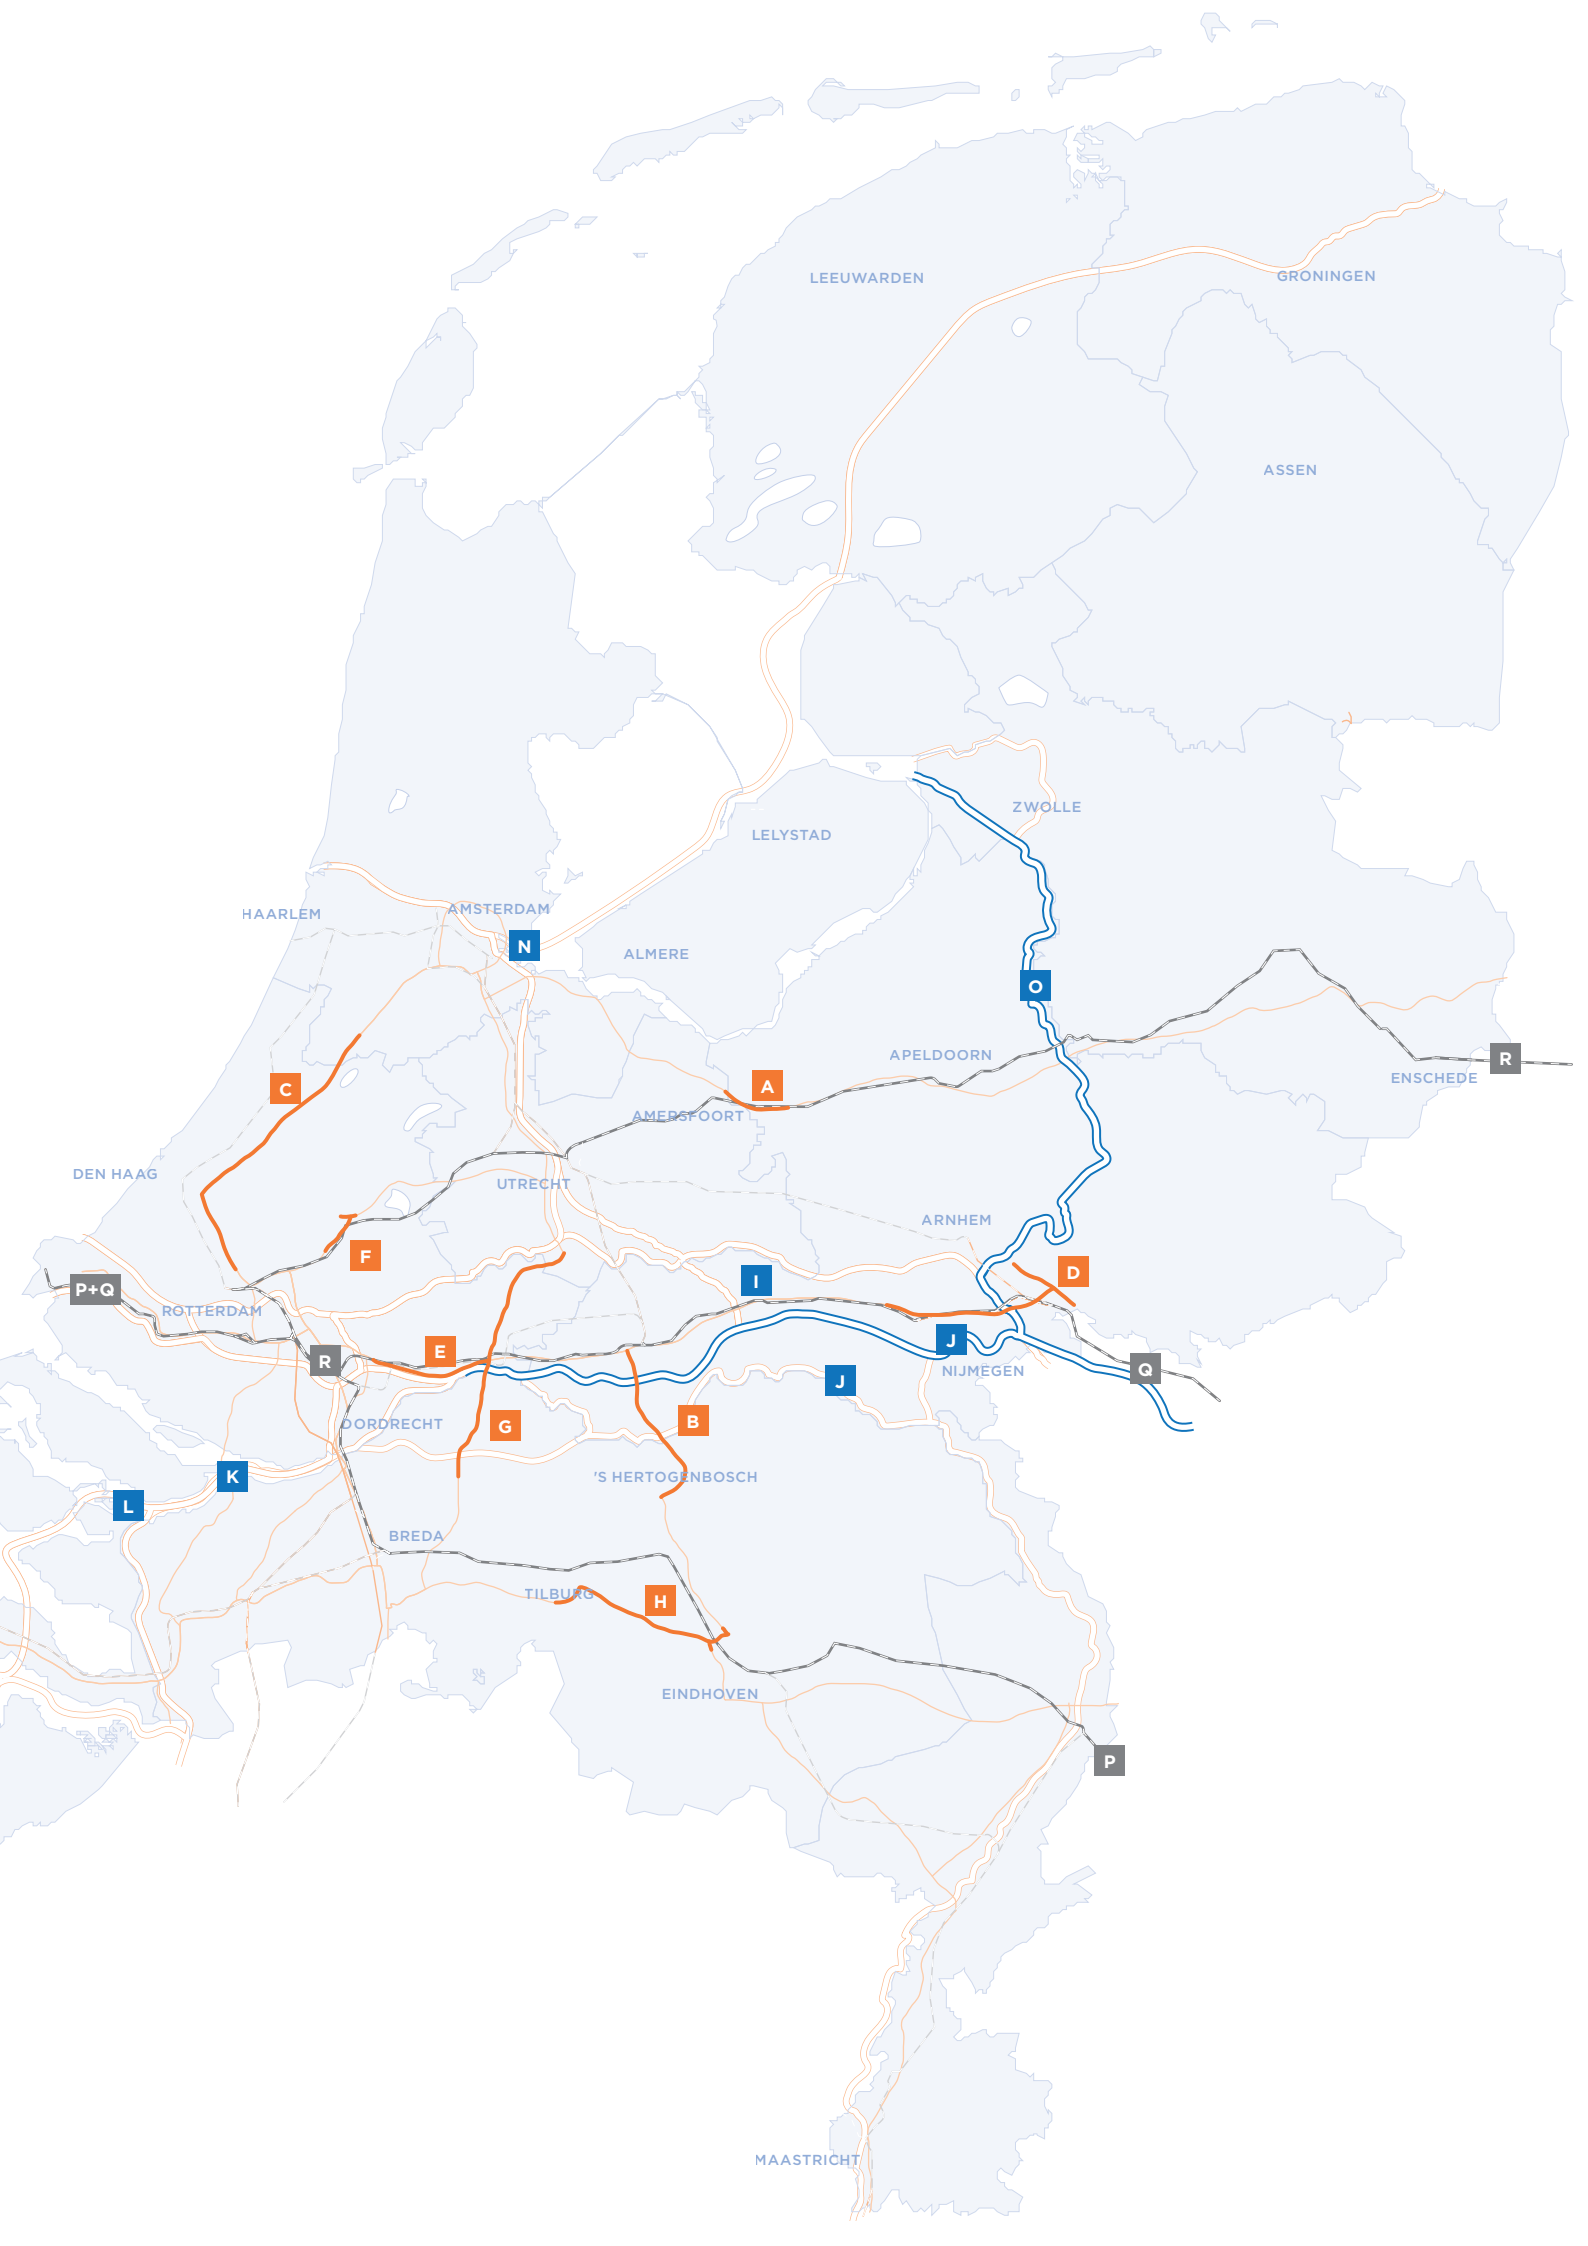 LEEUWARDEN
GRONINGEN
ASSEN
ZWOLLE
LELYSTAD
HAARLEM
AMSTERDAM
N
ALMERE
O
APELDOORN
R
ENSCHEDE
A
C
AMERSFOORT
DEN HAAG
UTRECHT
ARNHEM
F
D
I
P+Q
ROTTERDAM
J
E
R
Q
NIJMEGEN
J
B
G
DORDRECHT
K
'S HERTOGENBOSCH
L
BREDA
TILBURG
H
EINDHOVEN
P
MAASTRICHT